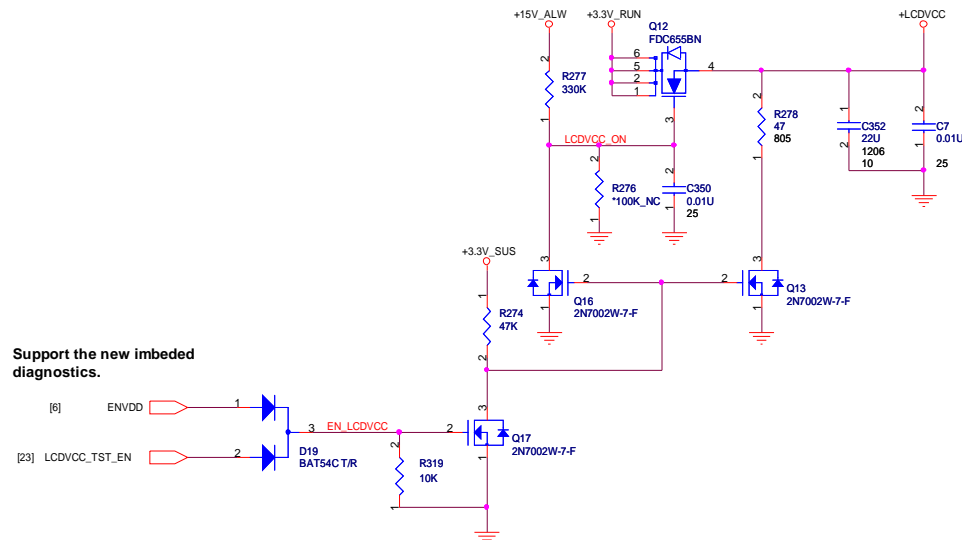 +15V_ALW
+3.3V_RUN
+LCDVCC
Q12
FDC655BN
6
5
2
1
4
3
2
R277
330K
1
LCDVCC_ON
2
R276
*100K_NC
1
2
C350
0.01U
25
1
2
R278
47
805
1
1
C352
22U
1206
10
2
2
C7
0.01U
25
1
+3.3V_SUS
1
R274
47K
2
3
2
Q16
2N7002W-7-F
1
3
2
Q13
2N7002W-7-F
1
Support the new imbeded
diagnostics.
[6] ENVDD
1
[23] LCDVCC_TST_EN
2
3
D19
BAT54C T/R
EN_LCDVCC
2
R319
10K
1
2
3
Q17
2N7002W-7-F
1